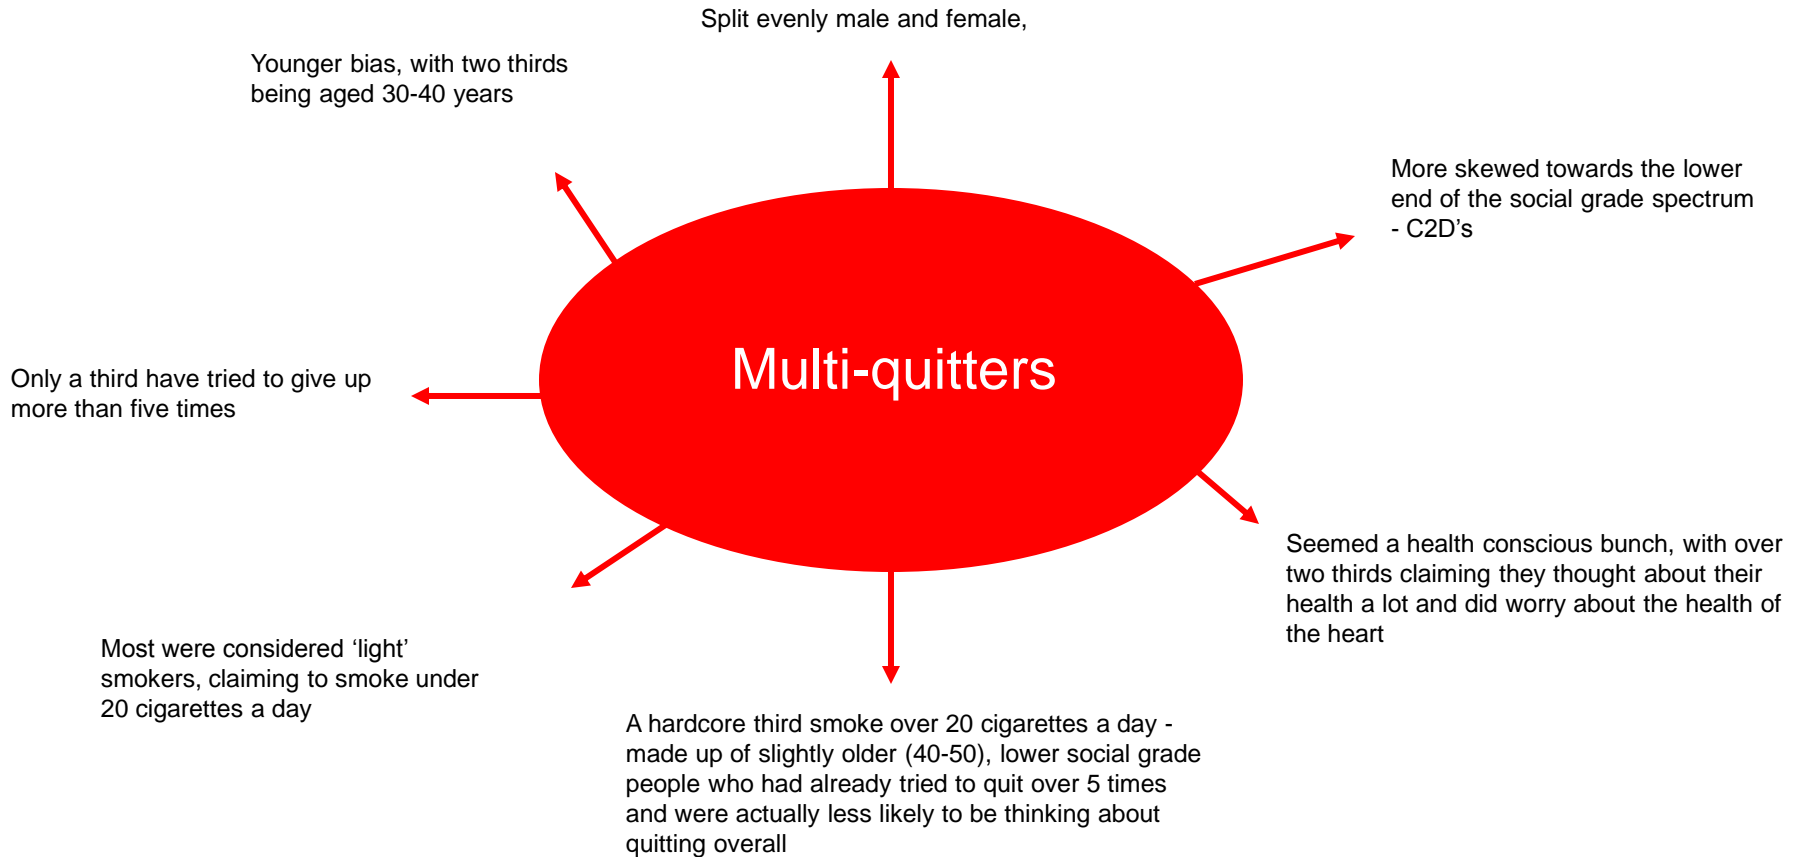 Split evenly male and female,
Younger bias, with two thirds
being aged 30-40 years
More skewed towards the lower
end of the social grade spectrum
- C2D’s
Multi-quitters
Only a third have tried to give up
more than five times
Seemed a health conscious bunch, with over
two thirds claiming they thought about their
health a lot and did worry about the health of
the heart
Most were considered ‘light’
smokers, claiming to smoke under
20 cigarettes a day
A hardcore third smoke over 20 cigarettes a day -
made up of slightly older (40-50), lower social grade
people who had already tried to quit over 5 times
and were actually less likely to be thinking about
quitting overall